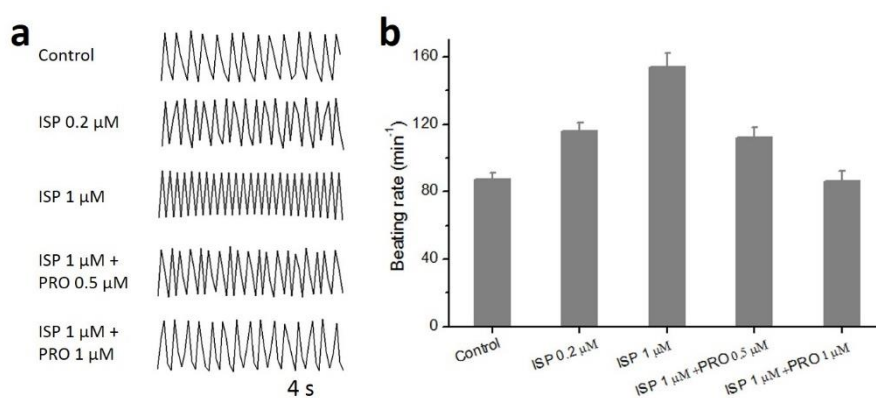 a
Control
ISP 0.2 μM
ISP 1 μM
ISP 1 μM +
PRO 0.5 μM
ISP 1 μM +
PRO 1 μM
4 s
b
Beating rate (min⁻¹)
160
120
80
40
0
Control
ISP 0.2 μM
ISP 1 μM
ISP 1 μM +PRO 0.5 μM
ISP 1 μM+PRO 1 μM